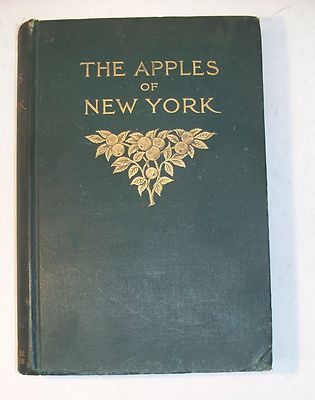 THE APPLES
OF
NEW YORK